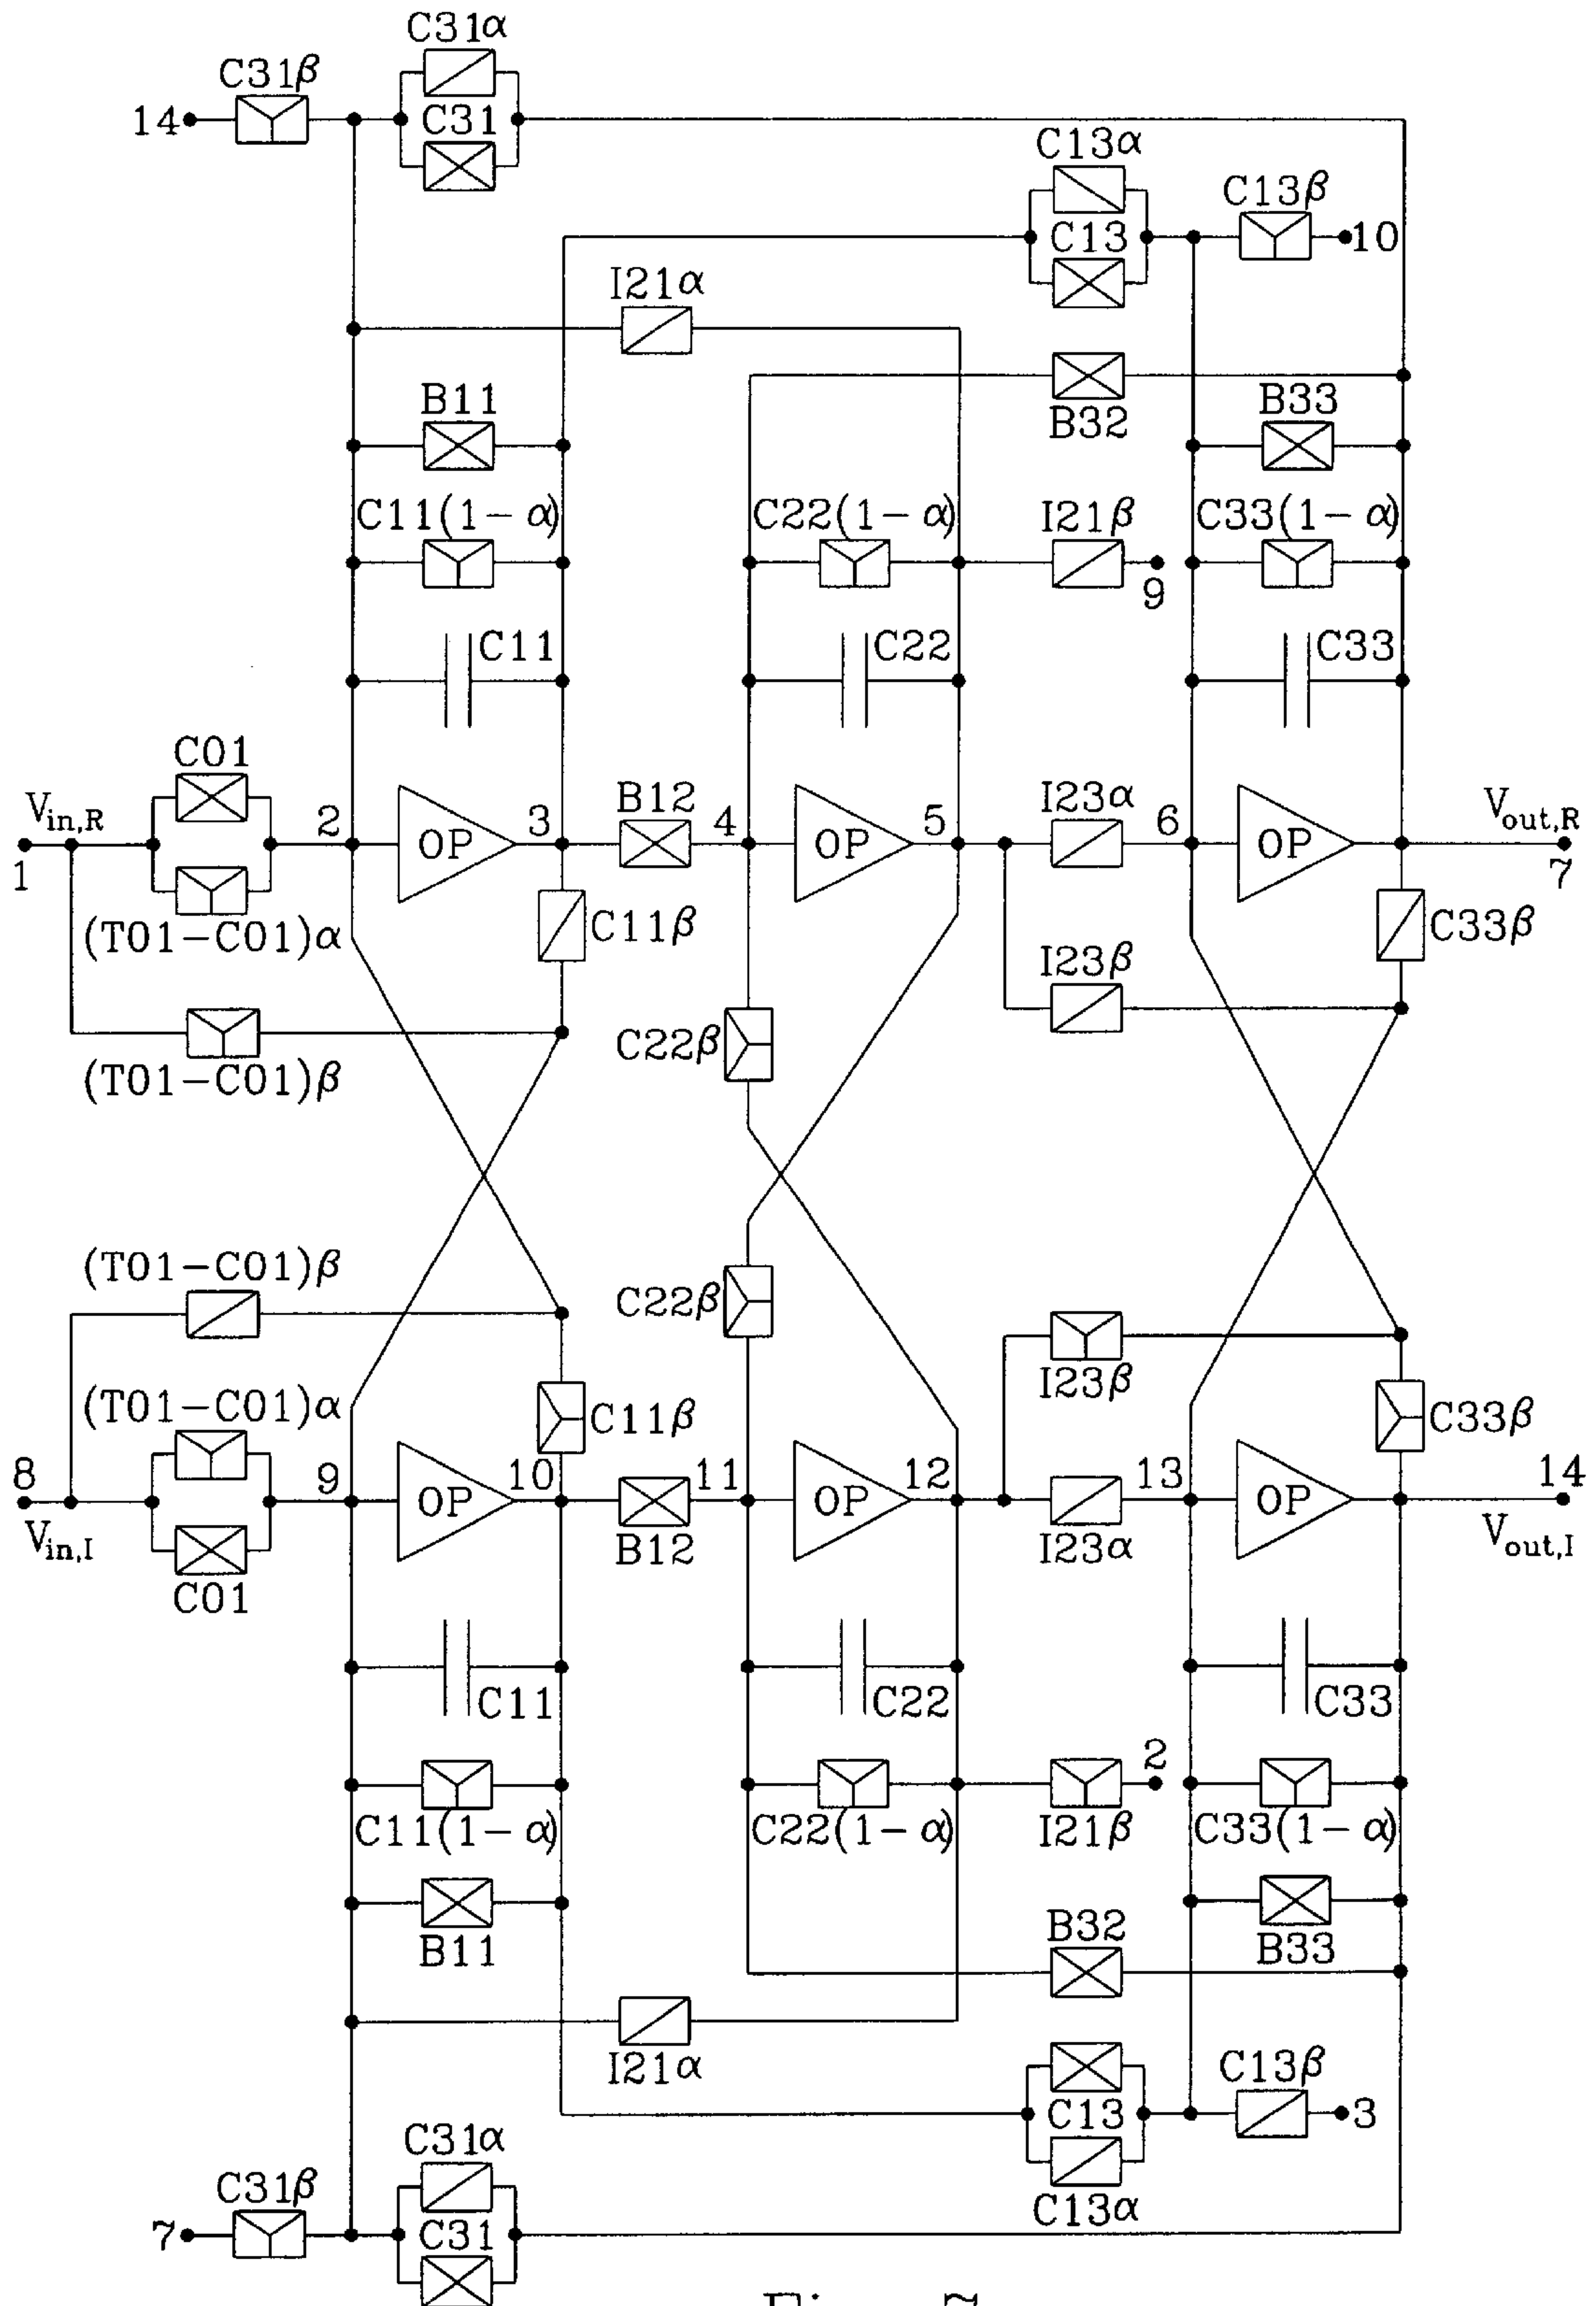 C31α
C31β
14
C31
C13α
C13β
C13
10
I21α
B32
B11
B33
C11(1-α)
C22(1-α)
I21β
C33(1-α)
9
C11
C22
C33
C01
Vin,R
1
2
OP
3
B12
4
OP
5
I23α
6
OP
Vout,R
7
(T01-C01)α
C11β
C33β
I23β
C22β
(T01-C01)β
(T01-C01)β
C22β
I23β
(T01-C01)α
C11β
C33β
8
Vin,I
9
OP
10
B12
11
OP
12
I23α
13
OP
14
Vout,I
C01
C11
C22
C33
2
C11(1-α)
C22(1-α)
I21β
C33(1-α)
B11
B32
B33
I21α
C13
C13β
3
C31α
C13α
C31β
7
C31